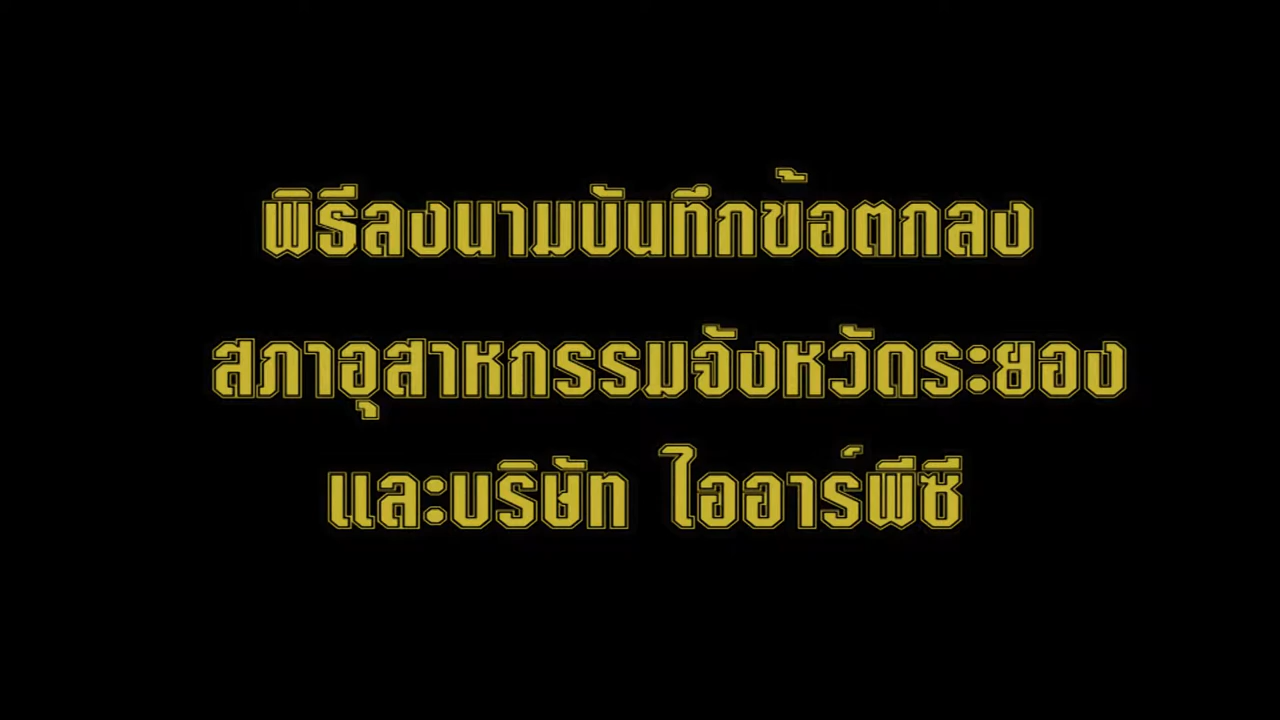 พิธีลงนามบันทึกข้อตกลง
สภาอุสาหกรรมจังหวัดระยอง
และบริษัท ไออาร์พีซี